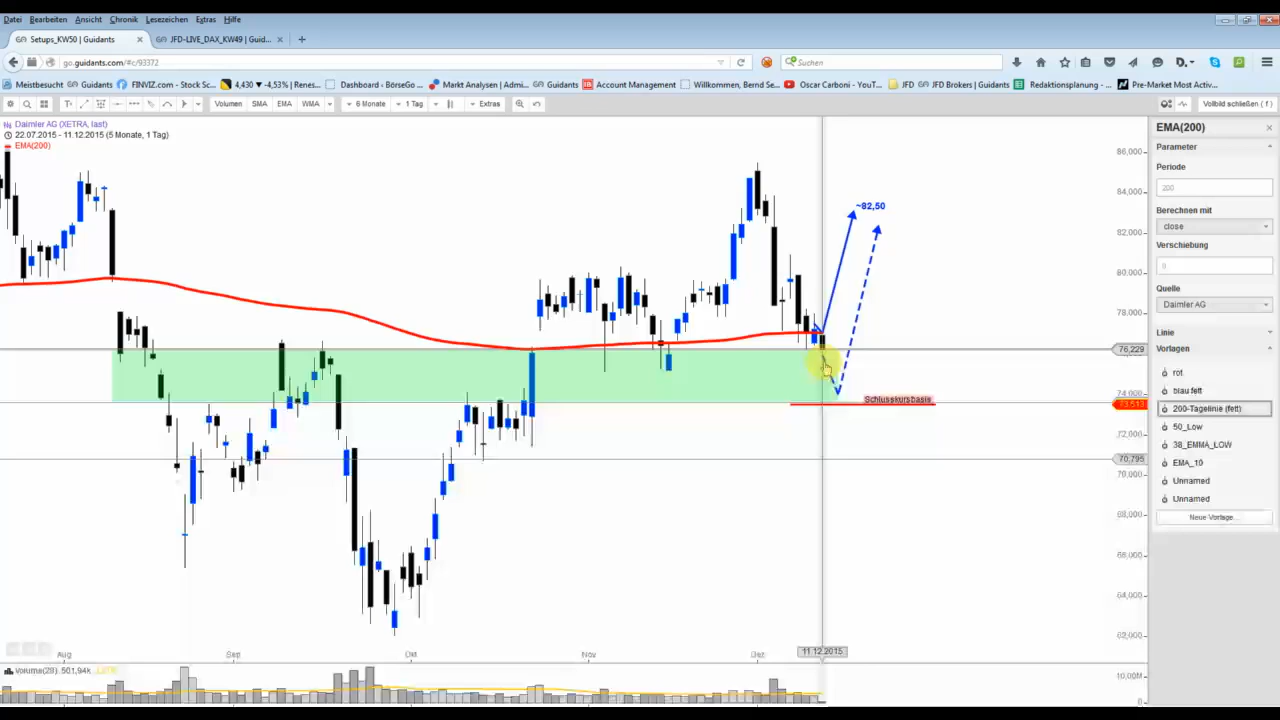 Datei Bearbeiten Ansicht Chronik Lesezeichen Extras Hilfe
Setups_KW50 | Guidants × JFD-LIVE_DAX_KW49 | Guid... × +
go.guidants.com/#c/93372 Suchen
Meistbesucht Guidants FINVIZ.com - Stock Sc... 4,430 ▼-4,53% | Renes... Dashboard - BörseGo ... Markt Analysen | Admi... Guidants Account Management Willkommen, Bernd Se... Oscar Carboni - YouT... JFD JFD Brokers | Guidants Redaktionsplanung - ... Pre-Market Most Activ...
Volumen SMA EMA WMA 6 Monate 1 Tag Extras Vollbild schließen ( f )
Daimler AG (XETRA, last)
22.07.2015 - 11.12.2015 (5 Monate, 1 Tag)
EMA(200)
86,000
84,000
~82,50
82,000
80,000
78,000
76,229
74,000
Schlusskursbasis
73,513
72,000
70,795
70,000
68,000
66,000
64,000
62,000
Aug Sep Okt Nov Dez 11.12.2015
Volume(29): 501,94k
10,00M
0
EMA(200) ×
Parameter
Periode
200
Berechnen mit
close
Verschiebung
0
Quelle
Daimler AG
Linie
Vorlagen
rot
blau fett
200-Tagelinie (fett)
50_Low
38_EMMA_LOW
EMA_10
Unnamed
Unnamed
Neue Vorlage...